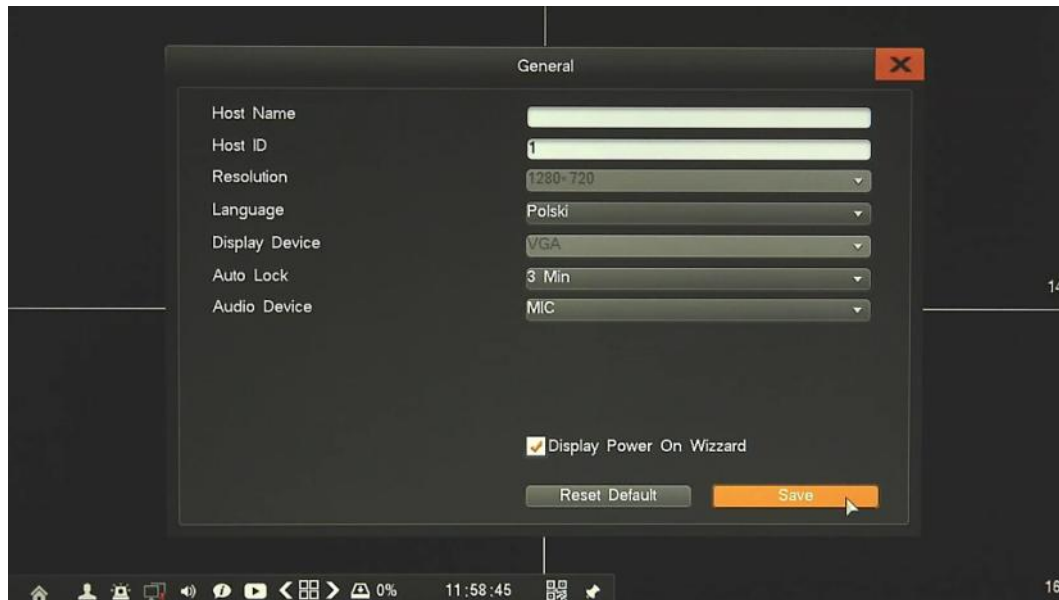 General
Host Name
Host ID 1
Resolution 1280*720
Language Polski
Display Device VGA
Auto Lock 3 Min
Audio Device MIC
14
Display Power On Wizzard
Reset Default Save
0% 11:58:45
16